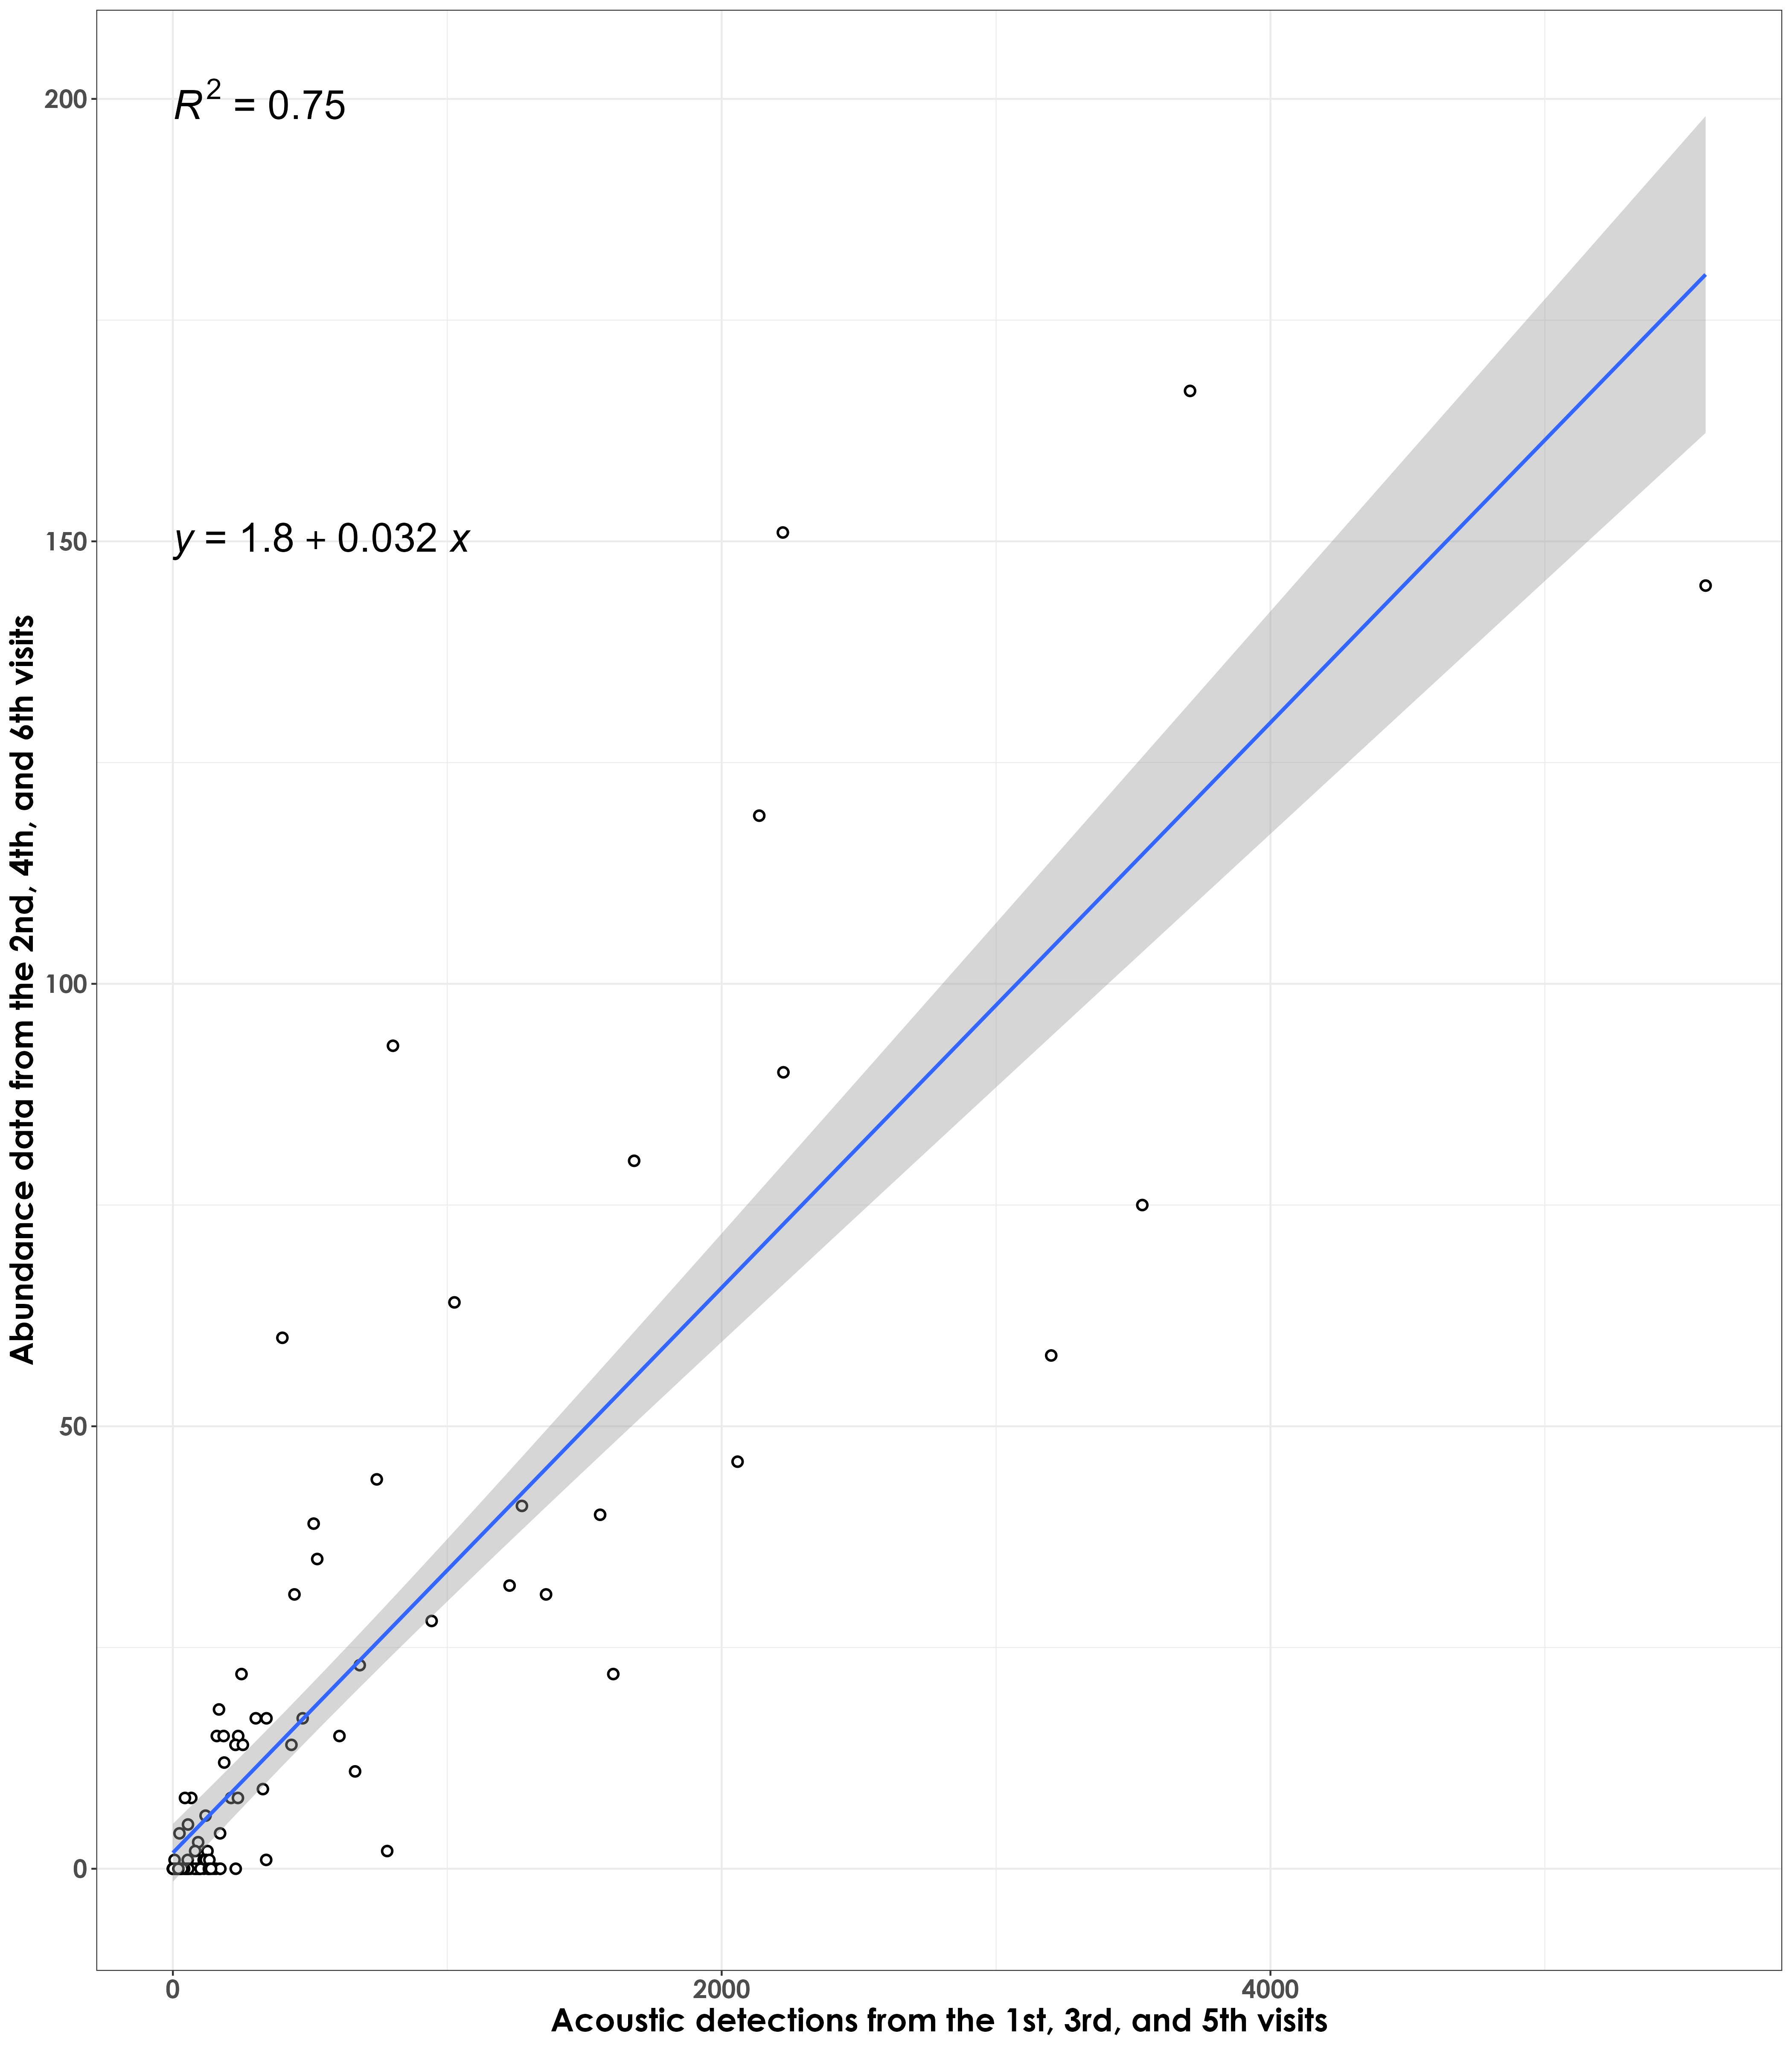 R² = 0.75
y = 1.8 + 0.032 x
Abundance data from the 2nd, 4th, and 6th visits
200
150
100
50
0
0 2000 4000
Acoustic detections from the 1st, 3rd, and 5th visits